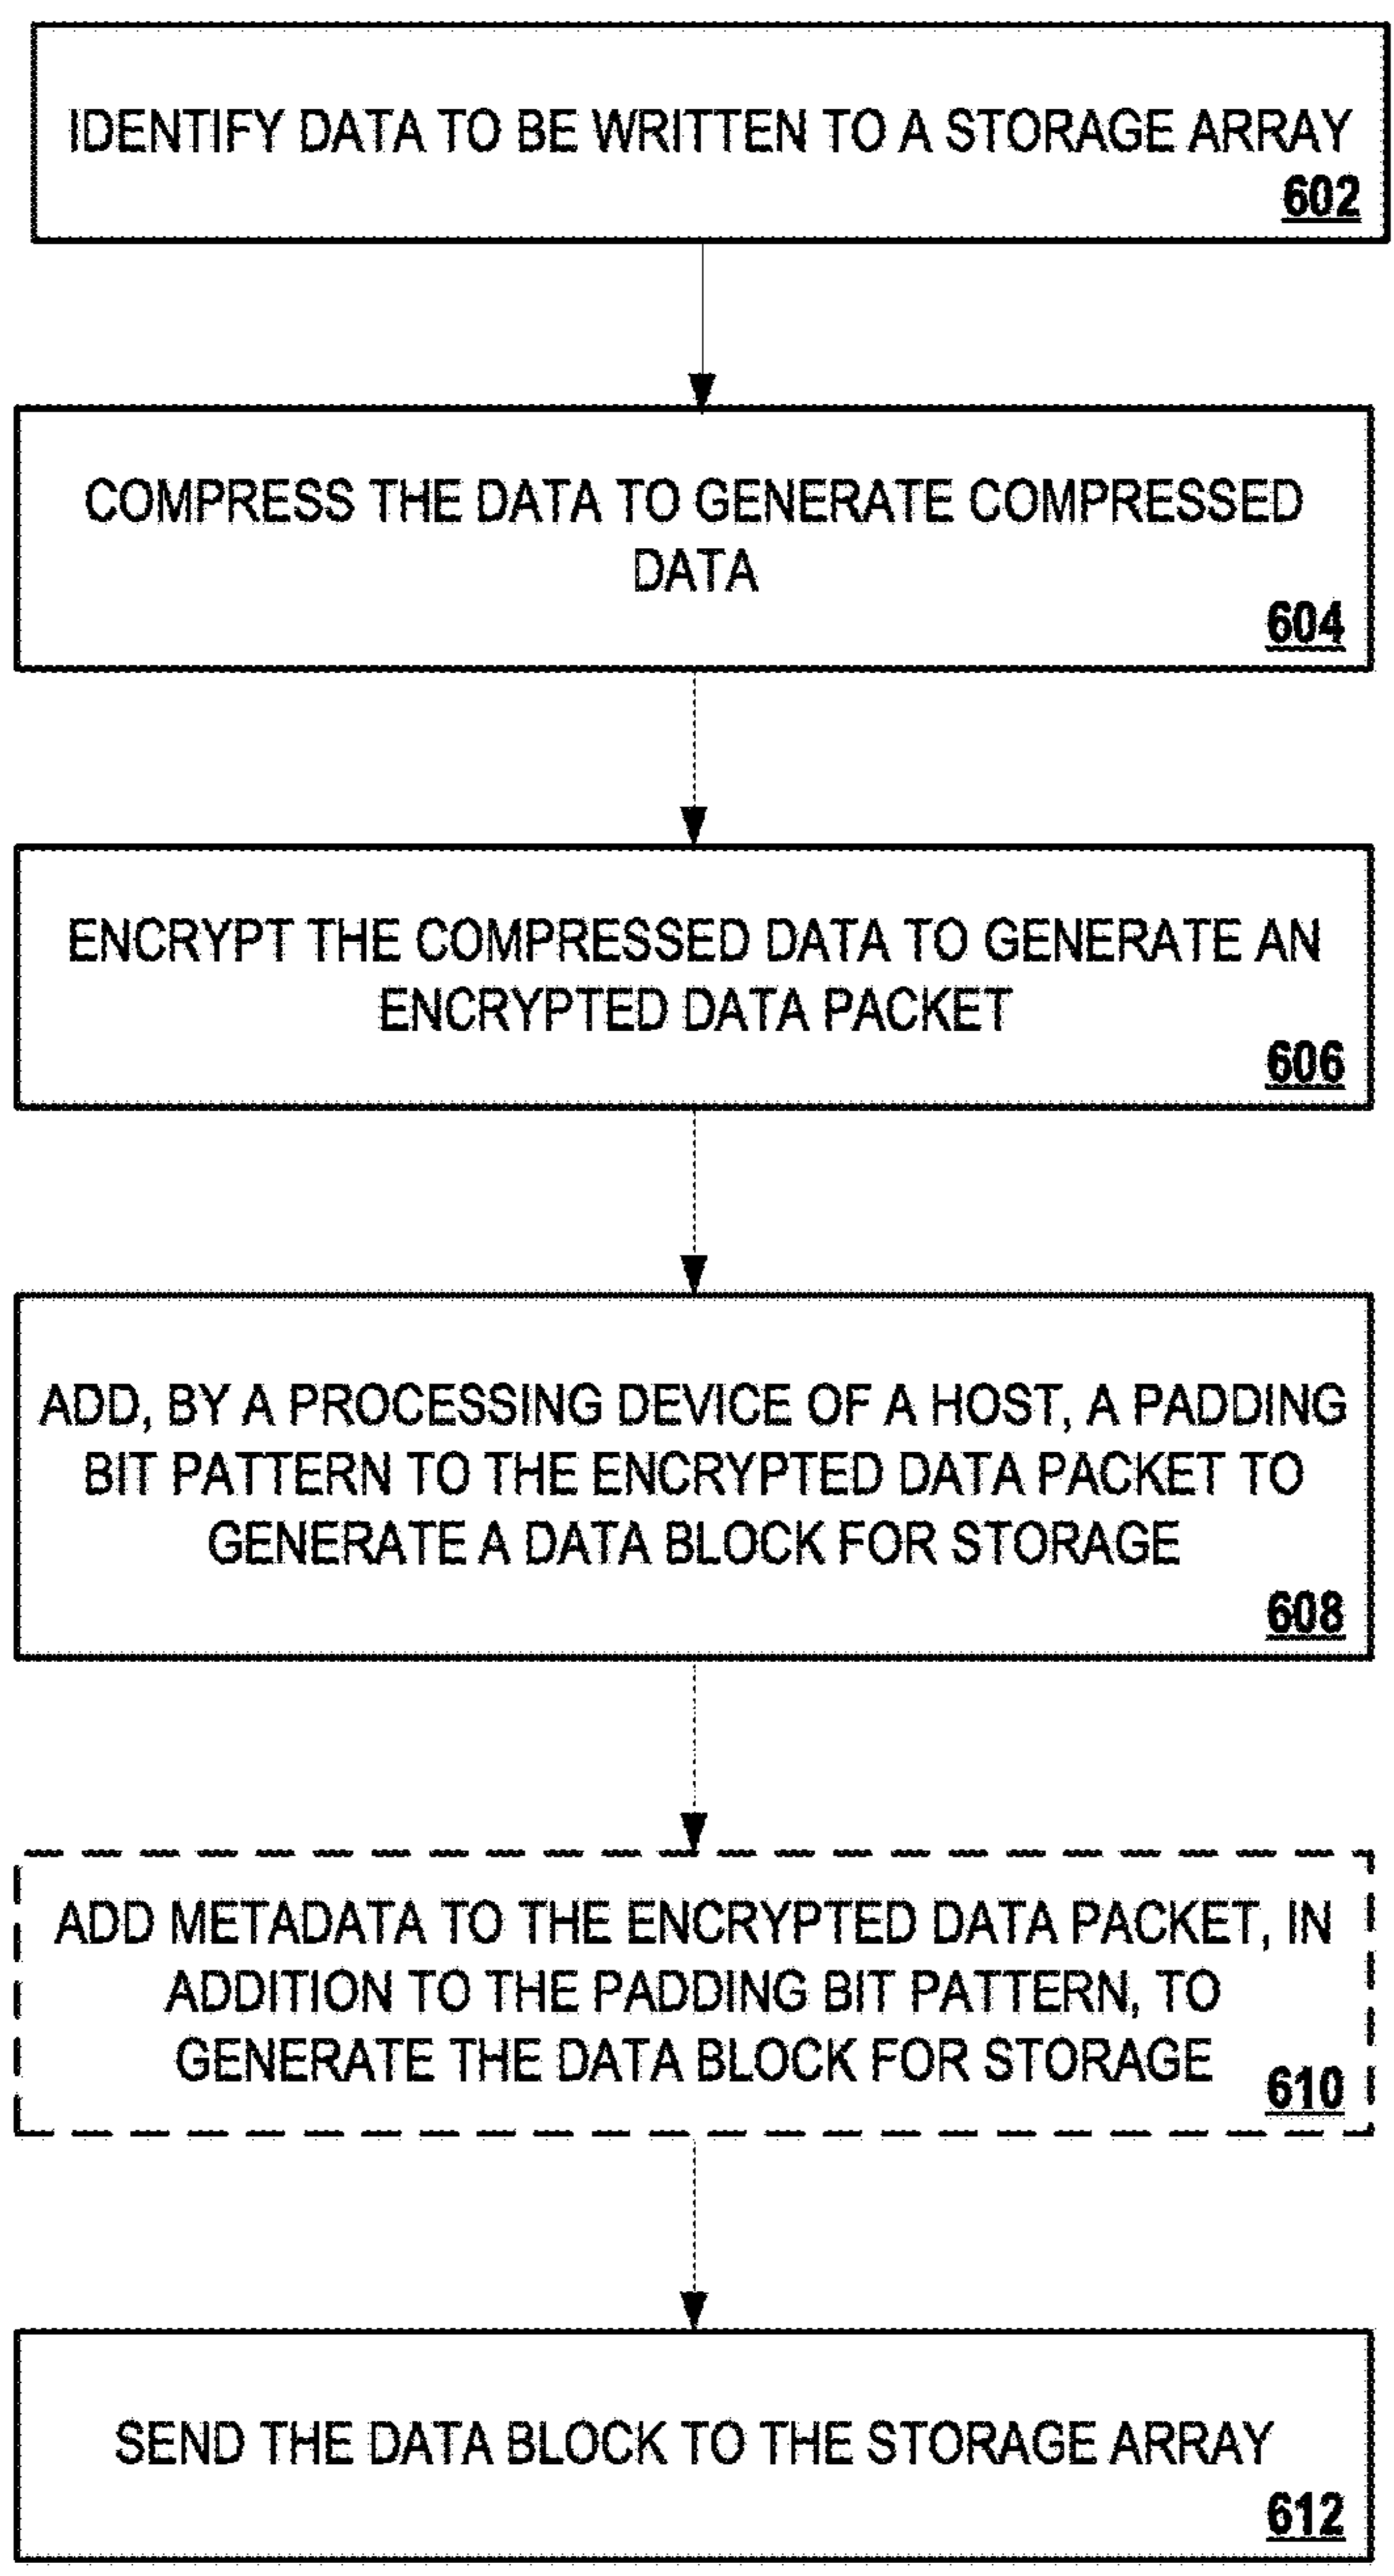 IDENTIFY DATA TO BE WRITTEN TO A STORAGE ARRAY
602
COMPRESS THE DATA TO GENERATE COMPRESSED
DATA
604
ENCRYPT THE COMPRESSED DATA TO GENERATE AN
ENCRYPTED DATA PACKET
606
ADD, BY A PROCESSING DEVICE OF A HOST, A PADDING
BIT PATTERN TO THE ENCRYPTED DATA PACKET TO
GENERATE A DATA BLOCK FOR STORAGE
608
ADD METADATA TO THE ENCRYPTED DATA PACKET, IN
ADDITION TO THE PADDING BIT PATTERN, TO
GENERATE THE DATA BLOCK FOR STORAGE
610
SEND THE DATA BLOCK TO THE STORAGE ARRAY
612